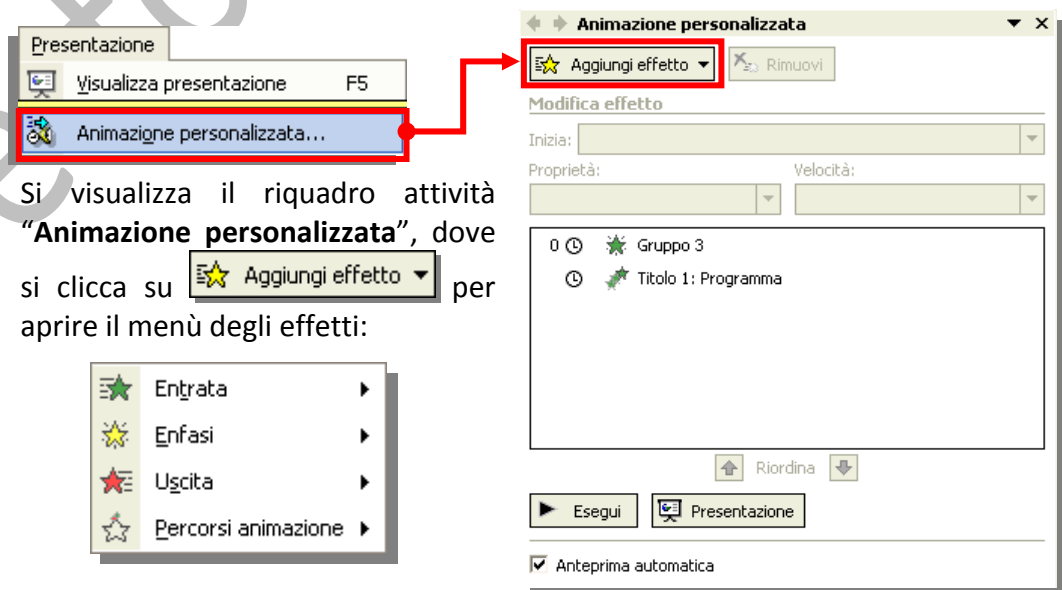 Presentazione
Visualizza presentazione F5
Animazione personalizzata...
Si visualizza il riquadro attività
“Animazione personalizzata”, dove
si clicca su Aggiungi effetto per
aprire il menù degli effetti:
Entrata
Enfasi
Uscita
Percorsi animazione
Animazione personalizzata
Aggiungi effetto Rimuovi
Modifica effetto
Inizia:
Proprietà: Velocità:
0 Gruppo 3
Titolo 1: Programma
Riordina
Esegui Presentazione
Anteprima automatica